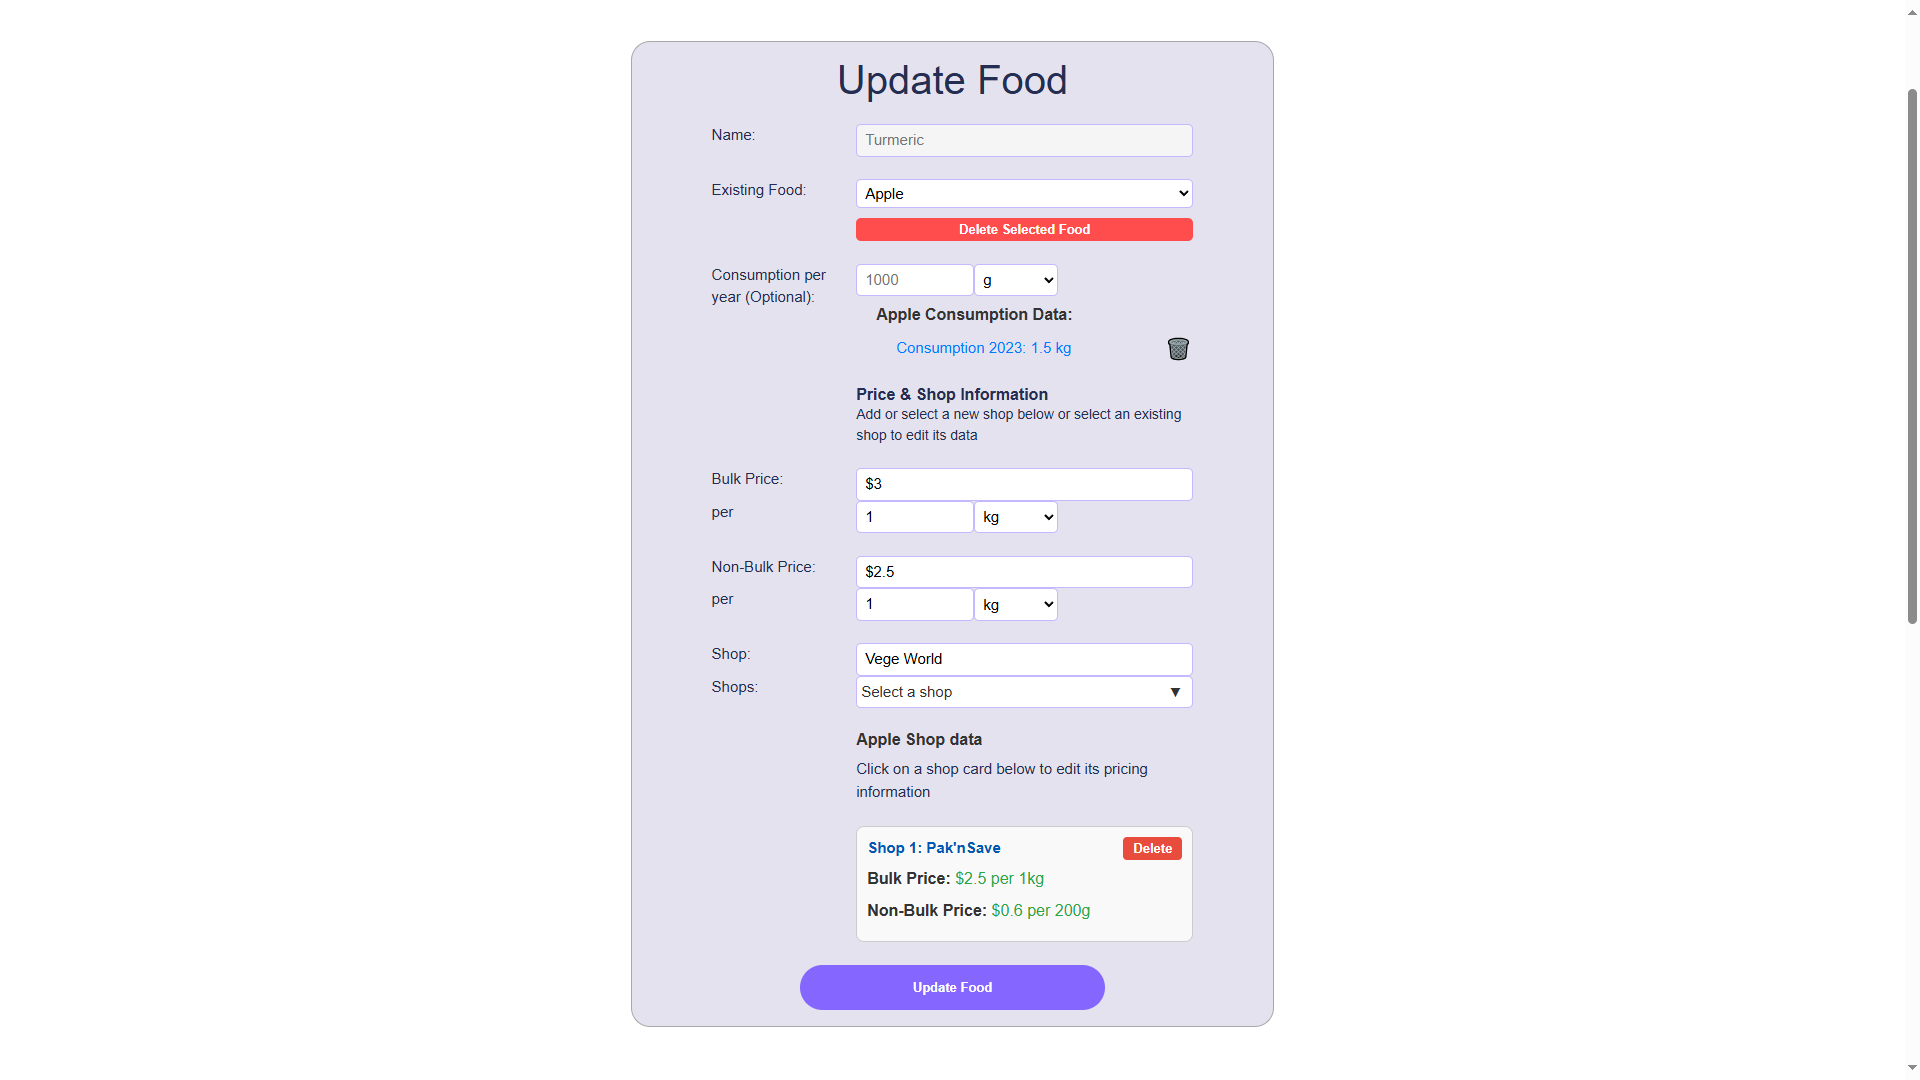 Update Food
Name:
Turmeric
Existing Food:
Apple
Delete Selected Food
Consumption per
year (Optional):
1000
g
Apple Consumption Data:
Consumption 2023: 1.5 kg
Price & Shop Information
Add or select a new shop below or select an existing
shop to edit its data
Bulk Price:
$3
per
1
kg
Non-Bulk Price:
$2.5
per
1
kg
Shop:
Vege World
Shops:
Select a shop
Apple Shop data
Click on a shop card below to edit its pricing
information
Shop 1: Pak'nSave
Delete
Bulk Price: $2.5 per 1kg
Non-Bulk Price: $0.6 per 200g
Update Food